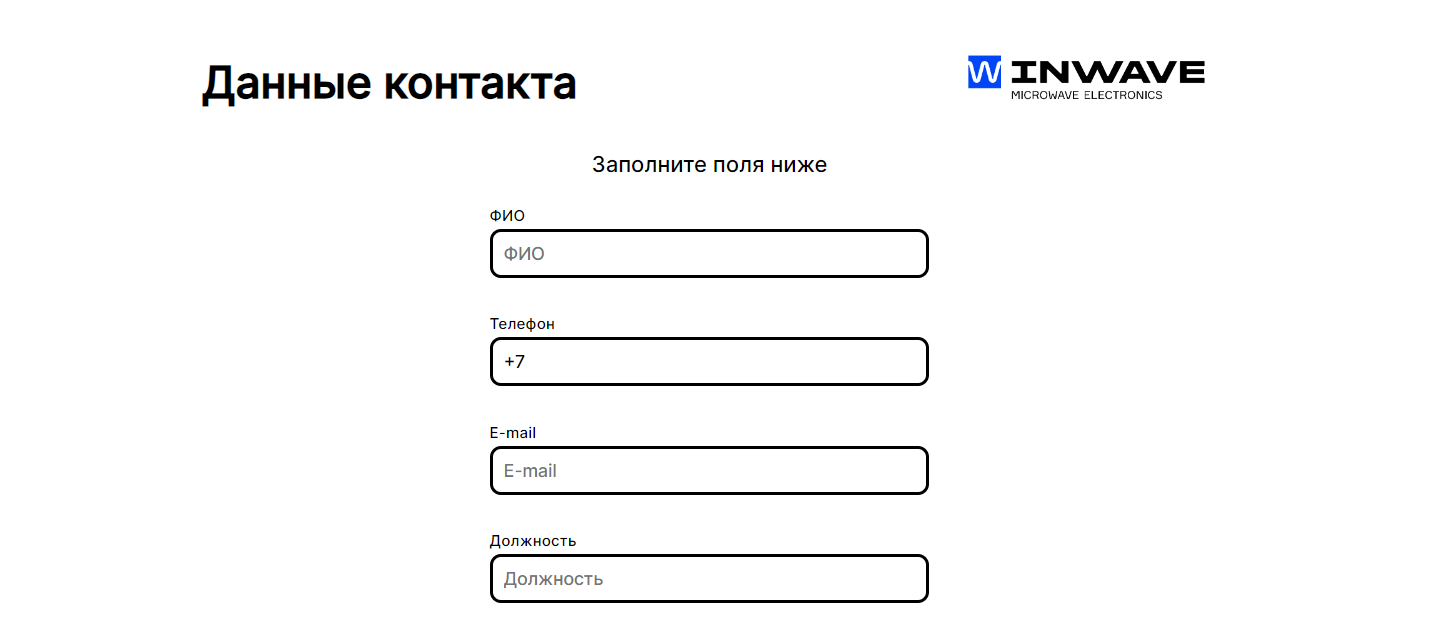 Данные контакта
W INWAVE
MICROWAVE ELECTRONICS
Заполните поля ниже
ФИО
ФИО
Телефон
+7
E-mail
E-mail
Должность
Должность